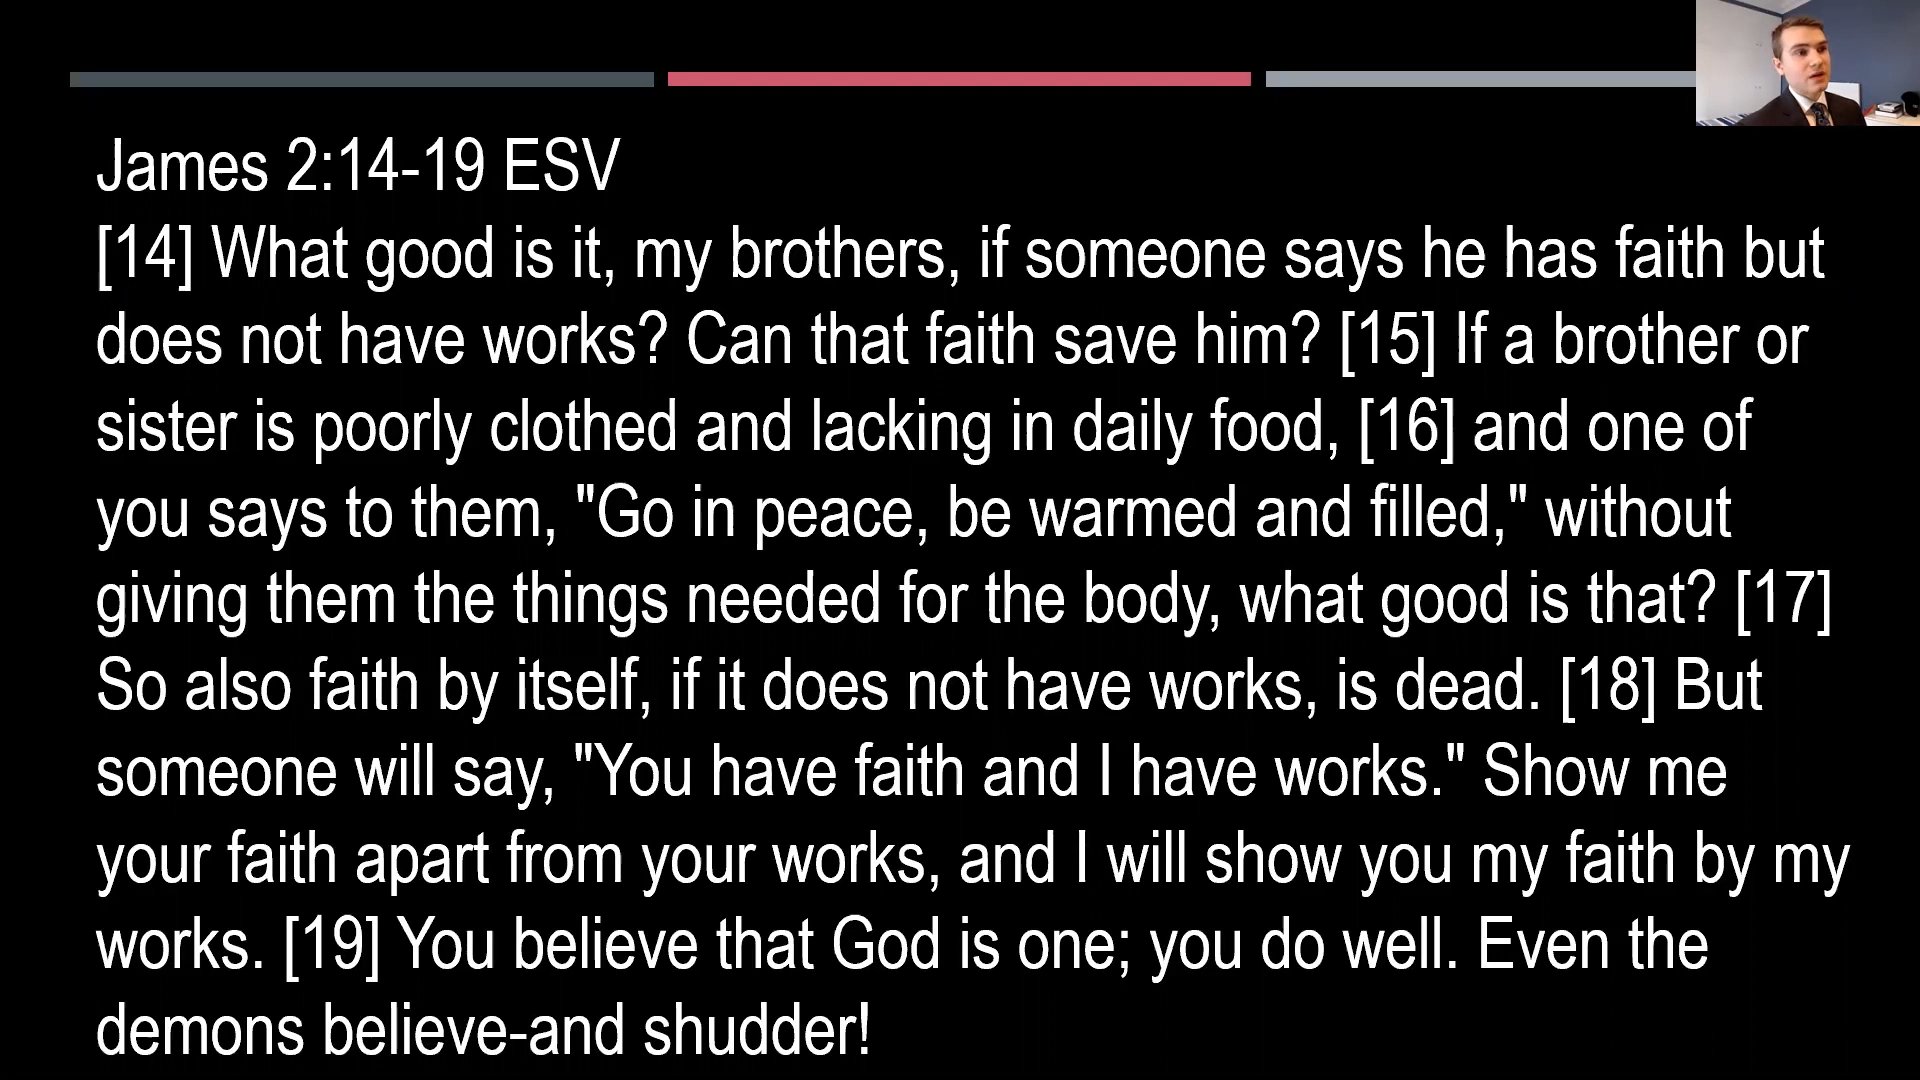 James 2:14-19 ESV
[14] What good is it, my brothers, if someone says he has faith but
does not have works? Can that faith save him? [15] If a brother or
sister is poorly clothed and lacking in daily food, [16] and one of
you says to them, "Go in peace, be warmed and filled," without
giving them the things needed for the body, what good is that? [17]
So also faith by itself, if it does not have works, is dead. [18] But
someone will say, "You have faith and I have works." Show me
your faith apart from your works, and I will show you my faith by my
works. [19] You believe that God is one; you do well. Even the
demons believe-and shudder!